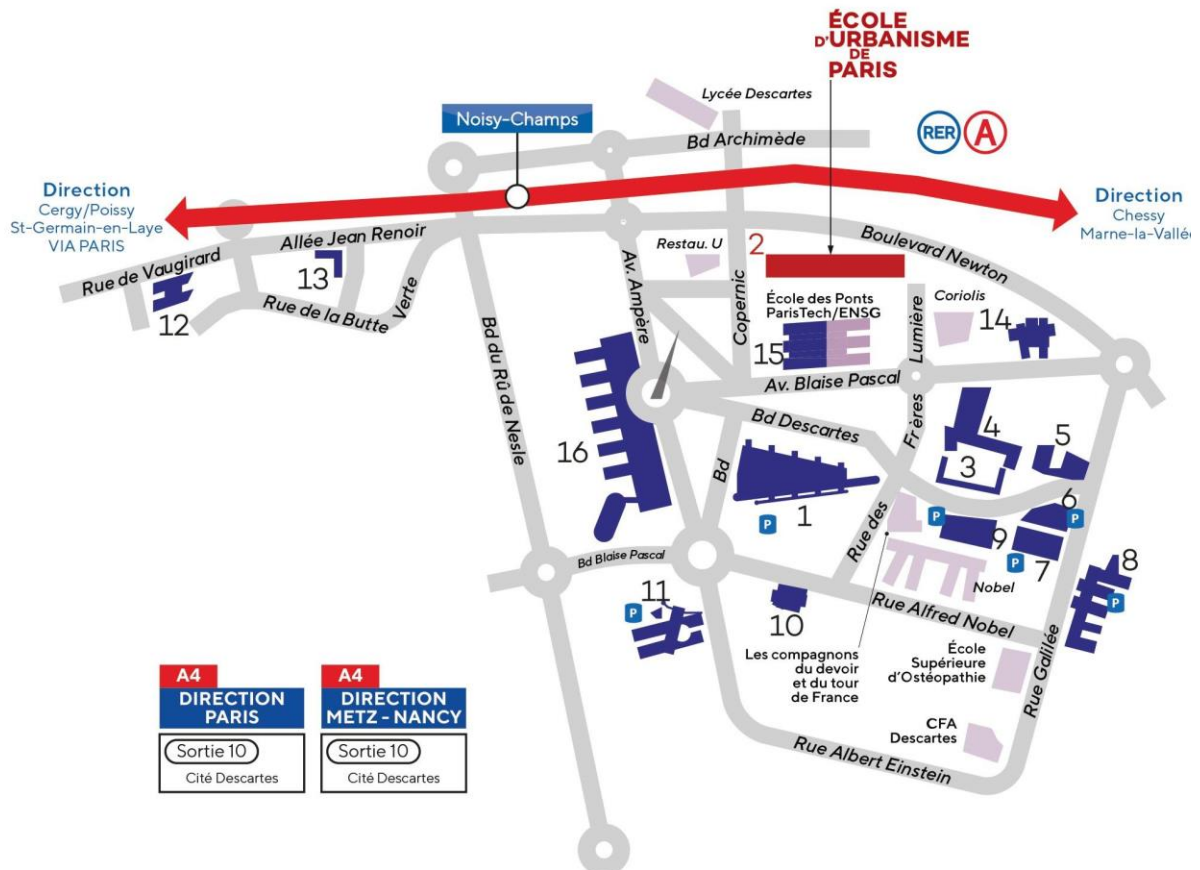 ÉCOLE
D'URBANISME
DE
PARIS
Lycée Descartes
Noisy-Champs
Bd Archimède
RER A
Direction
Cergy/Poissy
St-Germain-en-Laye
VIA PARIS
Direction
Chessy
Marne-la-Vallée
Allée Jean Renoir
Rue de Vaugirard
Restau. U
2
Boulevard Newton
13
12
Rue de la Butte
Verte
Av. Ampère
Copernic
École des Ponts
ParisTech/ENSG
Lumière
Coriolis
14
15
Bd du Rû de Nesle
Av. Blaise Pascal
Bd Descartes
Frères
4
5
16
3
Bd
1
P
Rue des
P
9
6
P
7
P
8
P
Bd Blaise Pascal
Nobel
11
P
10
Rue Alfred Nobel
Les compagnons
du devoir
et du tour
de France
École
Supérieure
d'Ostéopathie
Rue Galilée
CFA
Descartes
Rue Albert Einstein
A4
DIRECTION
PARIS
Sortie 10
Cité Descartes
A4
DIRECTION
METZ - NANCY
Sortie 10
Cité Descartes